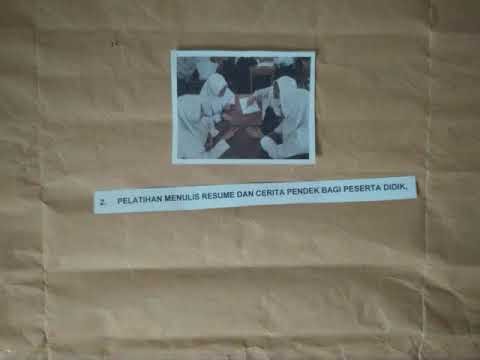 2. PELATIHAN MENULIS RESUME DAN CERITA PENDEK BAGI PESERTA DIDIK.